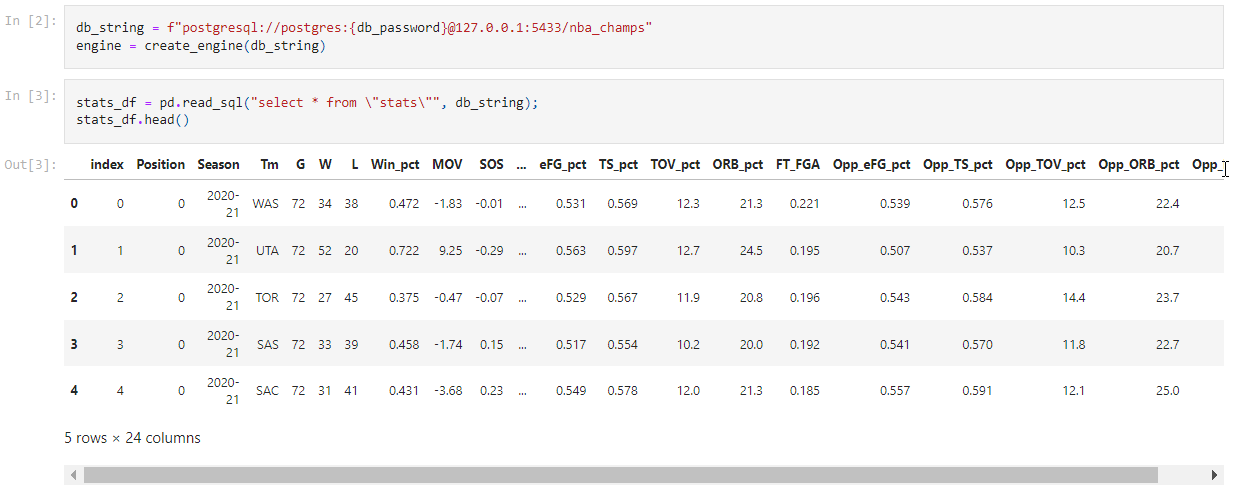 In [2]:
db_string = f"postgresql://postgres:{db_password}@127.0.0.1:5433/nba_champs"
engine = create_engine(db_string)
In [3]:
stats_df = pd.read_sql("select * from \"stats\"", db_string);
stats_df.head()
Out[3]:
index Position Season Tm G W L Win_pct MOV SOS ... eFG_pct TS_pct TOV_pct ORB_pct FT_FGA Opp_eFG_pct Opp_TS_pct Opp_TOV_pct Opp_ORB_pct Opp_
0 0 0 2020-21 WAS 72 34 38 0.472 -1.83 -0.01 ... 0.531 0.569 12.3 21.3 0.221 0.539 0.576 12.5 22.4
1 1 0 2020-21 UTA 72 52 20 0.722 9.25 -0.29 ... 0.563 0.597 12.7 24.5 0.195 0.507 0.537 10.3 20.7
2 2 0 2020-21 TOR 72 27 45 0.375 -0.47 -0.07 ... 0.529 0.567 11.9 20.8 0.196 0.543 0.584 14.4 23.7
3 3 0 2020-21 SAS 72 33 39 0.458 -1.74 0.15 ... 0.517 0.554 10.2 20.0 0.192 0.541 0.570 11.8 22.7
4 4 0 2020-21 SAC 72 31 41 0.431 -3.68 0.23 ... 0.549 0.578 12.0 21.3 0.185 0.557 0.591 12.1 25.0
5 rows × 24 columns